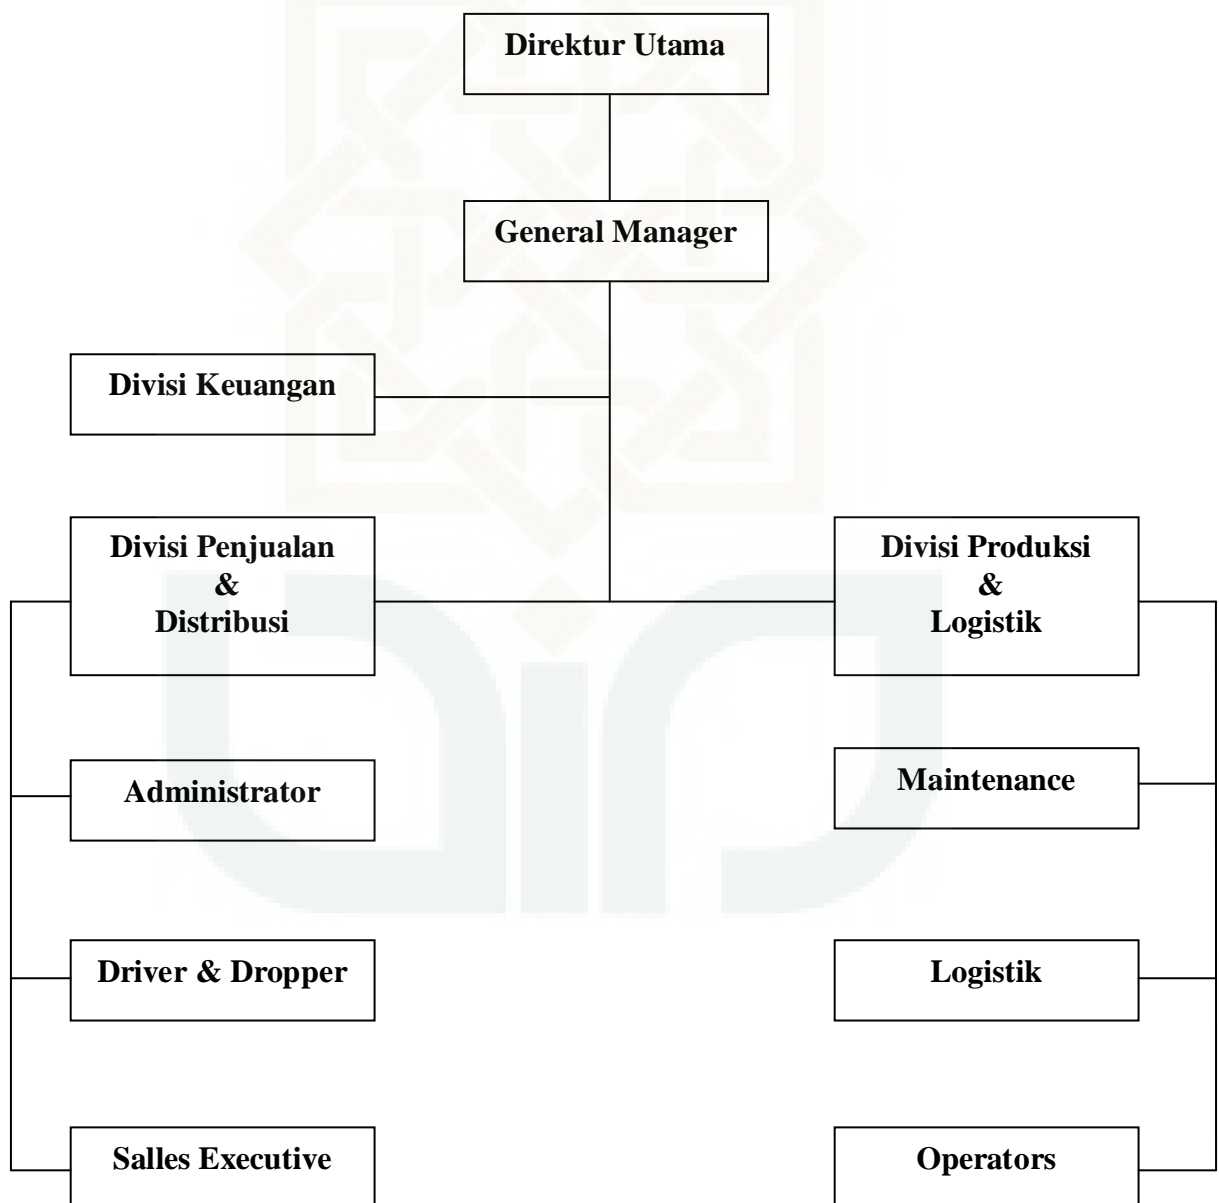 Direktur Utama
General Manager
Divisi Keuangan
Divisi Penjualan
&
Distribusi
Divisi Produksi
&
Logistik
Administrator
Maintenance
Driver & Dropper
Logistik
Salles Executive
Operators